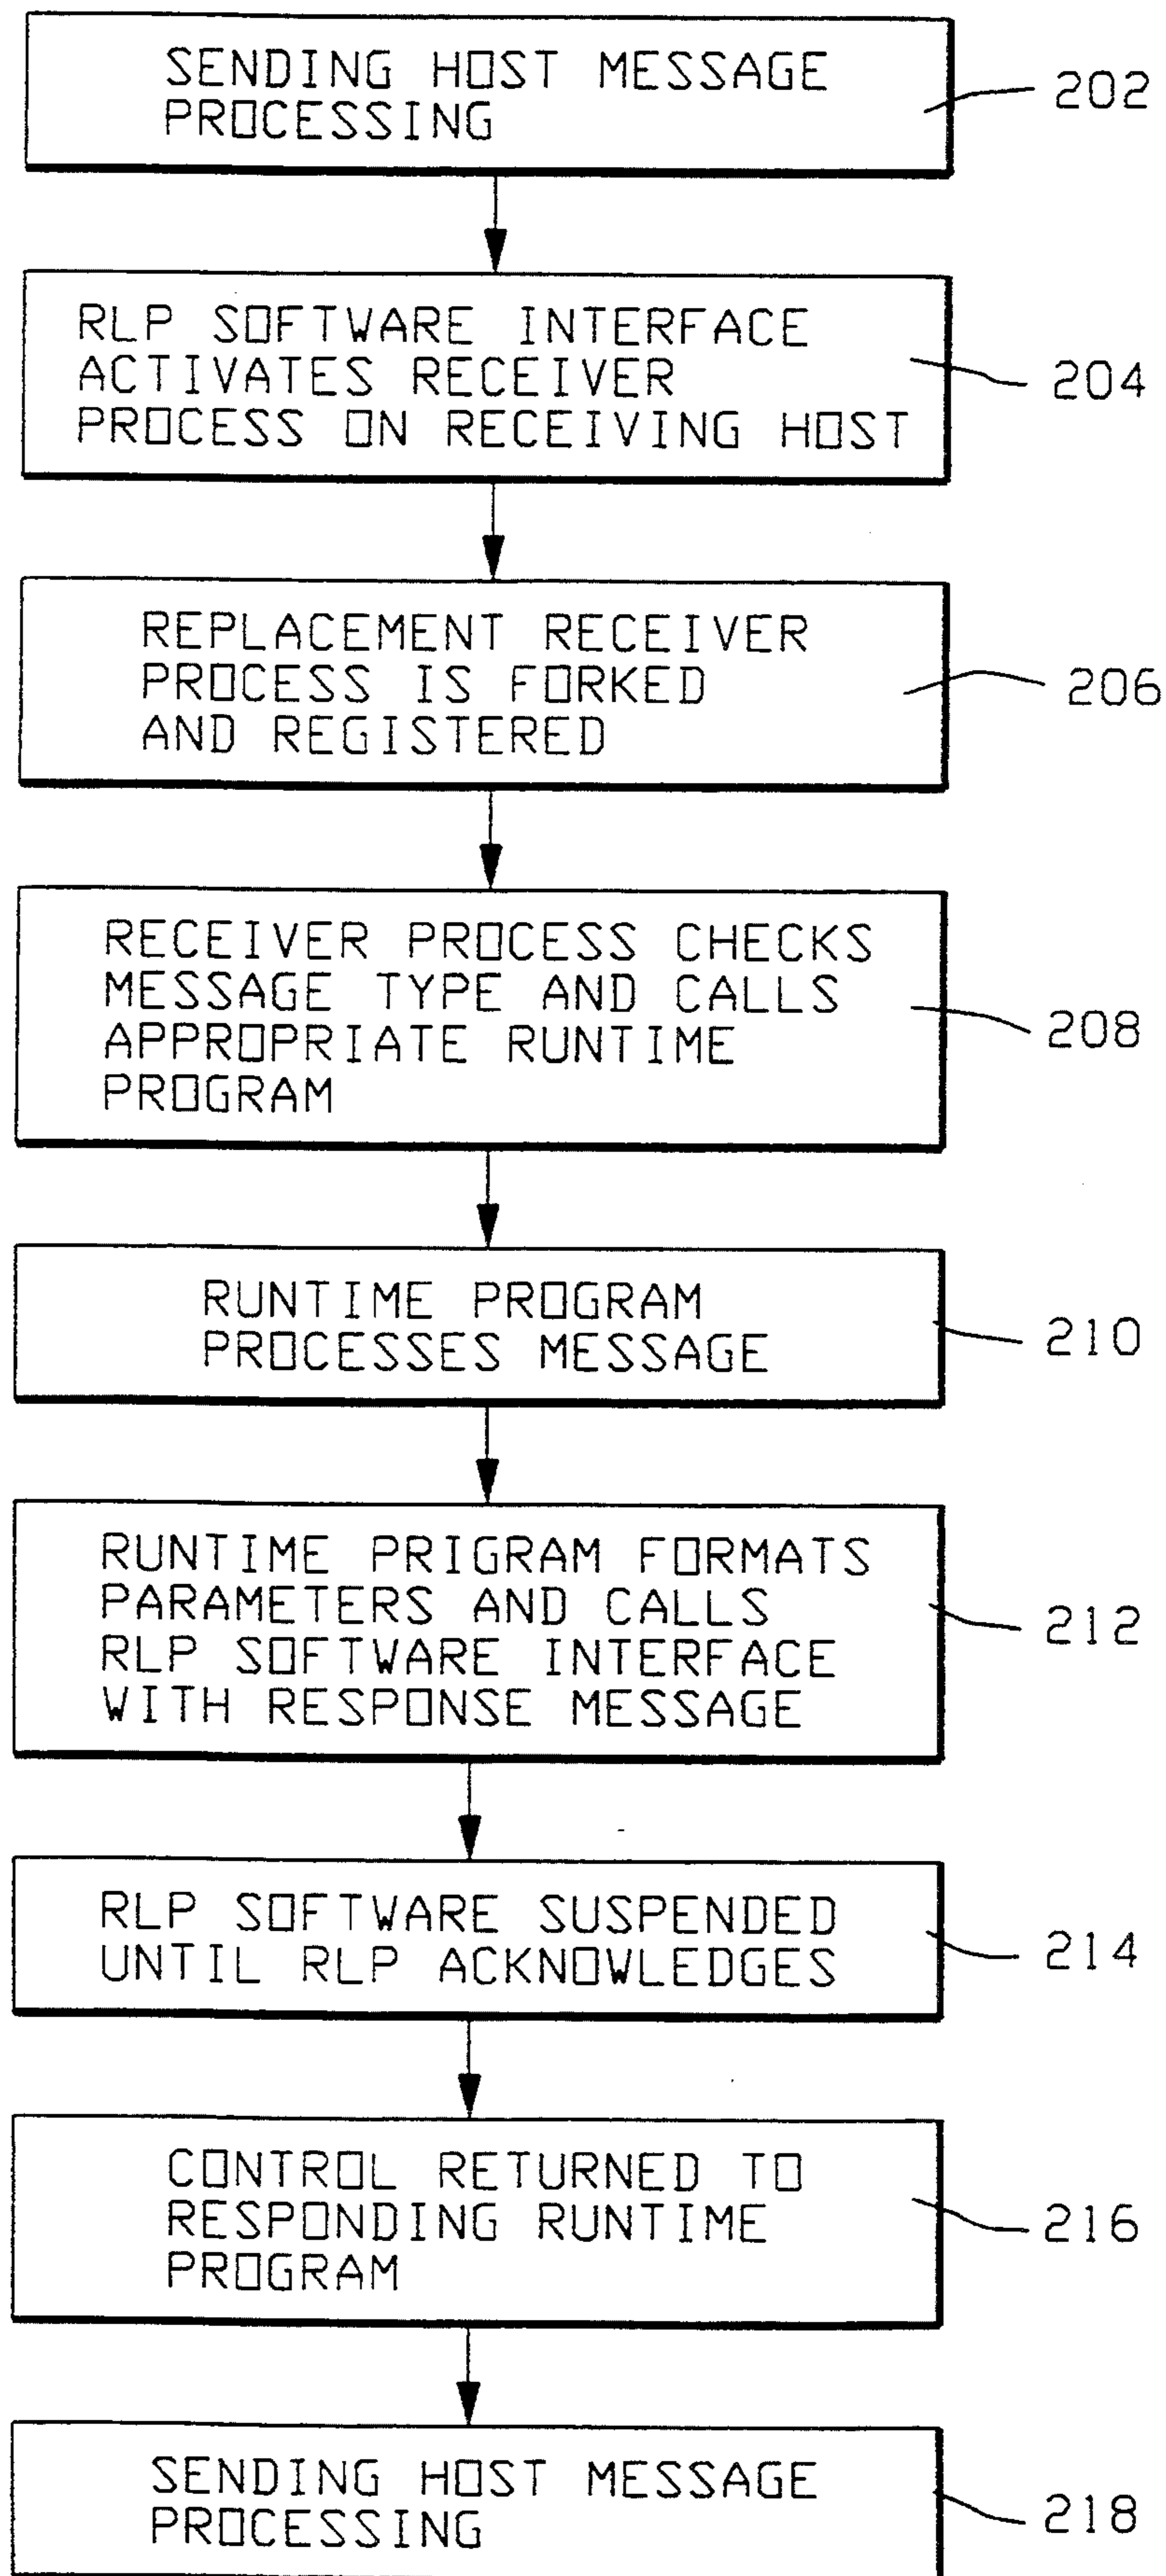 SENDING HOST MESSAGE
PROCESSING
202
RLP SOFTWARE INTERFACE
ACTIVATES RECEIVER
PROCESS ON RECEIVING HOST
204
REPLACEMENT RECEIVER
PROCESS IS FORKED
AND REGISTERED
206
RECEIVER PROCESS CHECKS
MESSAGE TYPE AND CALLS
APPROPRIATE RUNTIME
PROGRAM
208
RUNTIME PROGRAM
PROCESSES MESSAGE
210
RUNTIME PRIGRAM FORMATS
PARAMETERS AND CALLS
RLP SOFTWARE INTERFACE
WITH RESPONSE MESSAGE
212
RLP SOFTWARE SUSPENDED
UNTIL RLP ACKNOWLEDGES
214
CONTROL RETURNED TO
RESPONDING RUNTIME
PROGRAM
216
SENDING HOST MESSAGE
PROCESSING
218